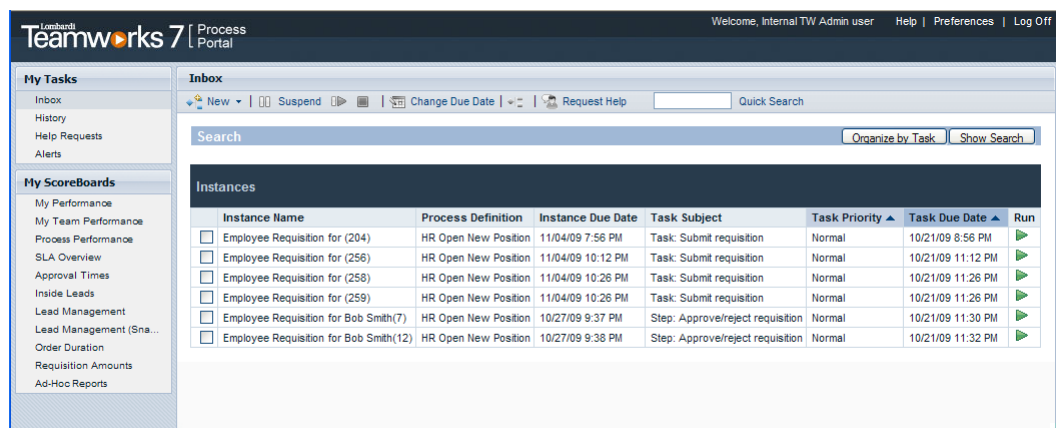 Welcome, Internal TW Admin user Help | Preferences | Log Off
Lombardi
Teamworks 7 [ Process Portal
My Tasks
Inbox
History
Help Requests
Alerts
My ScoreBoards
My Performance
My Team Performance
Process Performance
SLA Overview
Approval Times
Inside Leads
Lead Management
Lead Management (Sna...
Order Duration
Requisition Amounts
Ad-Hoc Reports
Inbox
New | Suspend | Change Due Date | Request Help Quick Search
Search Organize by Task Show Search
Instances
Instance Name Process Definition Instance Due Date Task Subject Task Priority Task Due Date Run
Employee Requisition for (204) HR Open New Position 11/04/09 7:56 PM Task: Submit requisition Normal 10/21/09 8:56 PM
Employee Requisition for (256) HR Open New Position 11/04/09 10:12 PM Task: Submit requisition Normal 10/21/09 11:12 PM
Employee Requisition for (258) HR Open New Position 11/04/09 10:26 PM Task: Submit requisition Normal 10/21/09 11:26 PM
Employee Requisition for (259) HR Open New Position 11/04/09 10:26 PM Task: Submit requisition Normal 10/21/09 11:26 PM
Employee Requisition for Bob Smith(7) HR Open New Position 10/27/09 9:37 PM Step: Approve/reject requisition Normal 10/21/09 11:30 PM
Employee Requisition for Bob Smith(12) HR Open New Position 10/27/09 9:38 PM Step: Approve/reject requisition Normal 10/21/09 11:32 PM